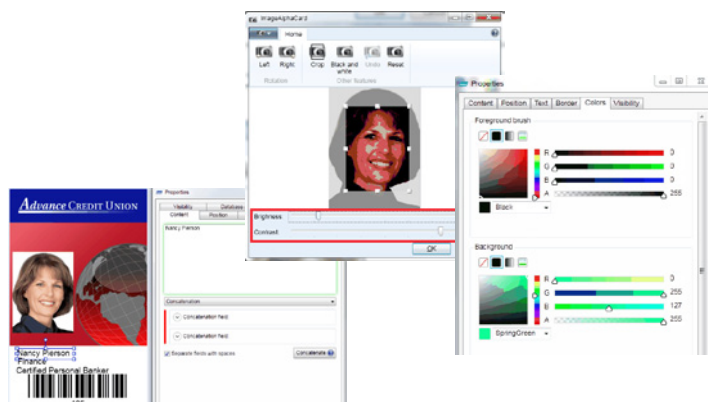 ImageAlphaCard
Home
Left
Right
Crop
Black and
white
Undo
Reset
Rotation
Other features
Brightness
Contrast
OK
Properties
Content
Position
Text
Border
Colors
Visibility
Foreground brush
R
0
G
0
B
0
A
255
Black
Background
R
0
G
255
B
127
A
255
SpringGreen
Advance CREDIT UNION
Nancy Pierson
Finance
Certified Personal Banker
Properties
Visibility
Database
Content
Position
Nancy Pierson
Concatenation
Concatenation field
Concatenation field
Separate fields with spaces
Concatenate